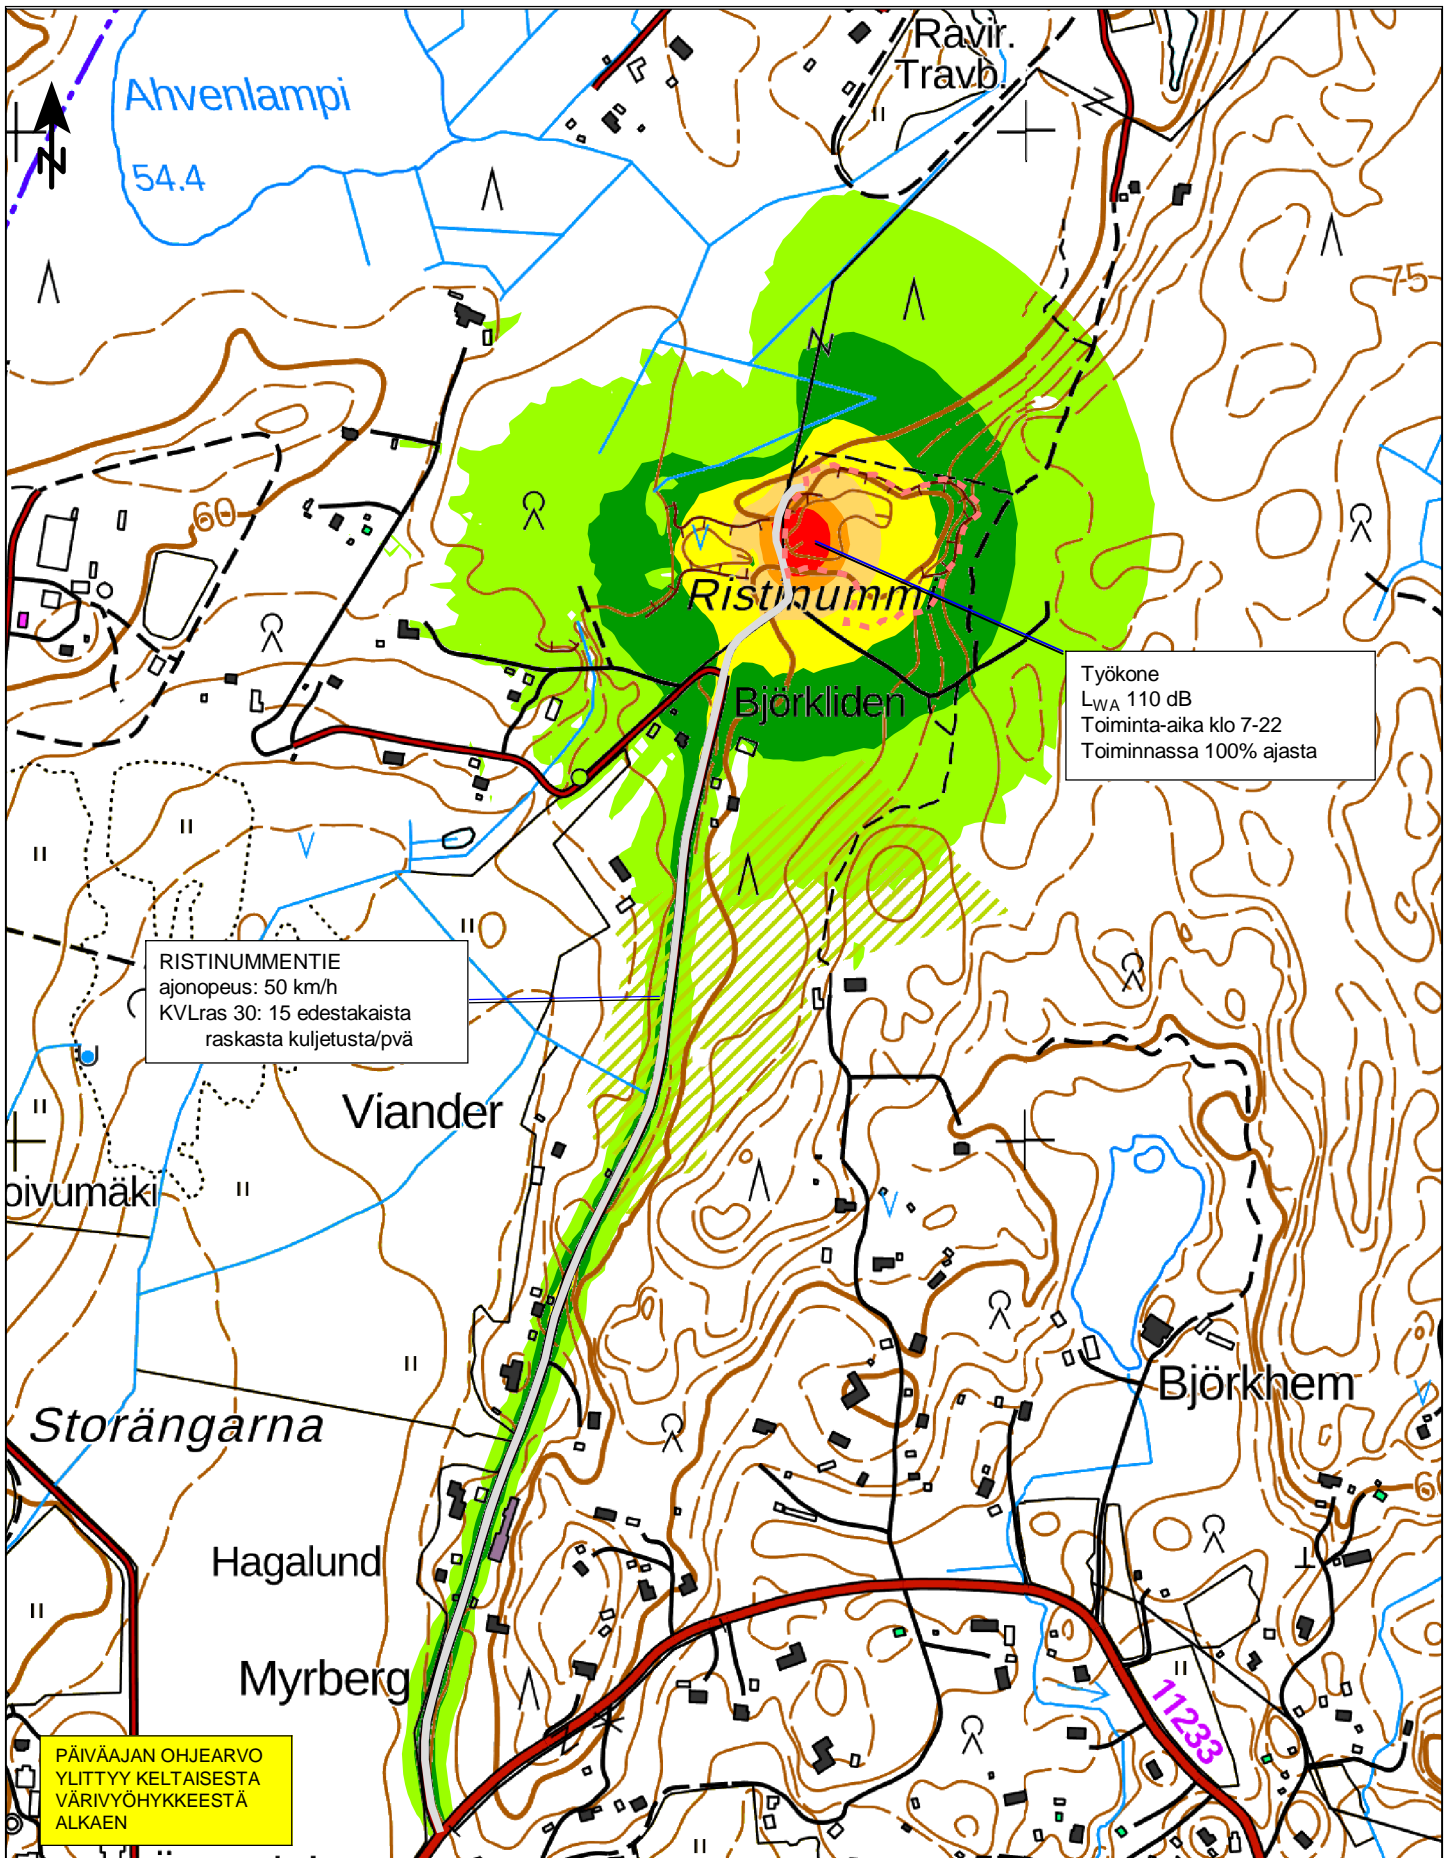 Ravir.
Travb.
Ahvenlampi
54.4
N
75
60
Ristinummi
Björkliden
Työkone
LWA 110 dB
Toiminta-aika klo 7-22
Toiminnassa 100% ajasta
RISTINUMMENTIE
ajonopeus: 50 km/h
KVLras 30: 15 edestakaista
raskasta kuljetusta/pvä
Viander
oivumäki
Björkhem
Storängarna
60
Hagalund
Myrberg
11233
PÄIVÄAJAN OHJEARVO
YLITTYY KELTAISESTA
VÄRIVYÖHYKKEESTÄ
ALKAEN